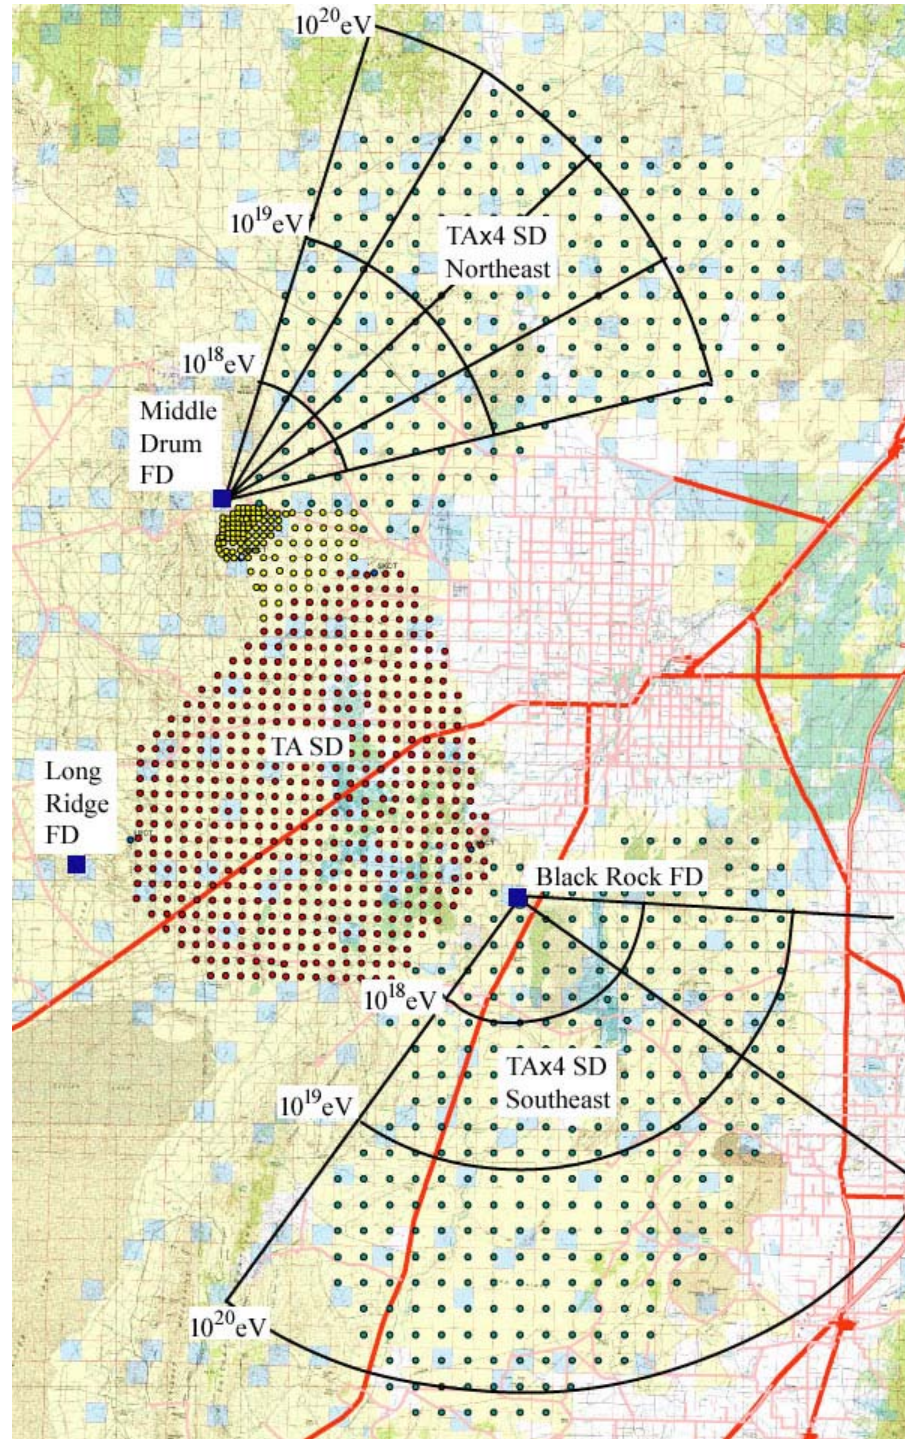 10²⁰eV
10¹⁹eV
TAx4 SD
Northeast
10¹⁸eV
Middle
Drum
FD
SKCT
TA SD
Long
Ridge
FD
Black Rock FD
10¹⁸eV
TAx4 SD
Southeast
10¹⁹eV
10²⁰eV